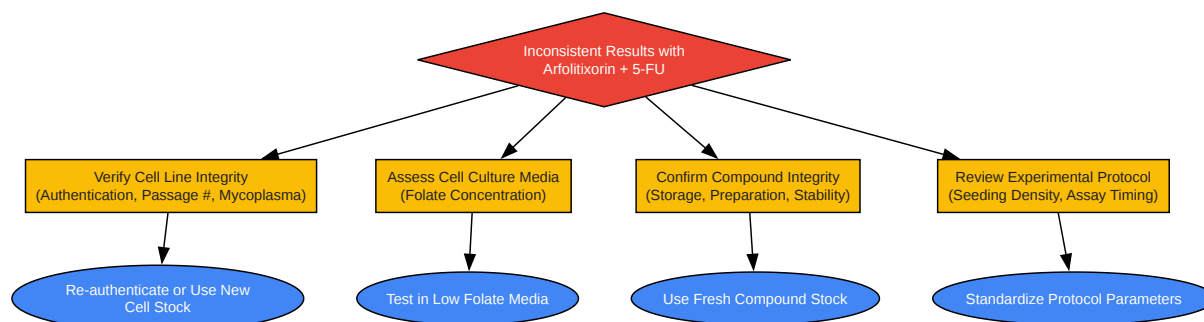 Inconsistent Results with
Arfolitixorin + 5-FU
Verify Cell Line Integrity
(Authentication, Passage #, Mycoplasma)
Assess Cell Culture Media
(Folate Concentration)
Confirm Compound Integrity
(Storage, Preparation, Stability)
Review Experimental Protocol
(Seeding Density, Assay Timing)
Re-authenticate or Use New
Cell Stock
Test in Low Folate Media
Use Fresh Compound Stock
Standardize Protocol Parameters